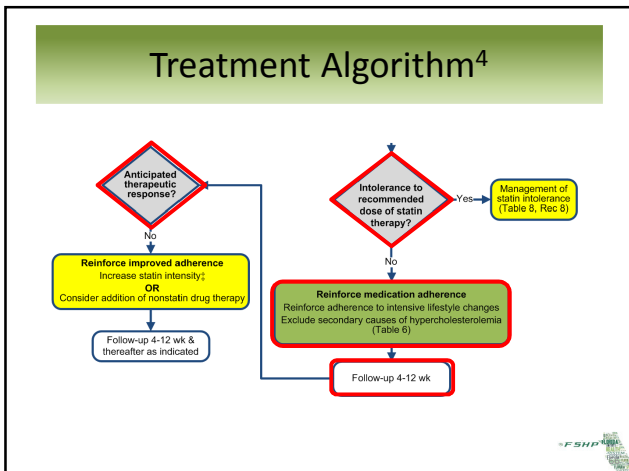 Treatment Algorithm⁴
Anticipated
therapeutic
response?
No
Reinforce improved adherence
Increase statin intensity‡
OR
Consider addition of nonstatin drug therapy
Follow-up 4-12 wk &
thereafter as indicated
Intolerance to
recommended
dose of statin
therapy?
Yes
Management of
statin intolerance
(Table 8, Rec 8)
No
Reinforce medication adherence
Reinforce adherence to intensive lifestyle changes
Exclude secondary causes of hypercholesterolemia
(Table 6)
Follow-up 4-12 wk
FSHP